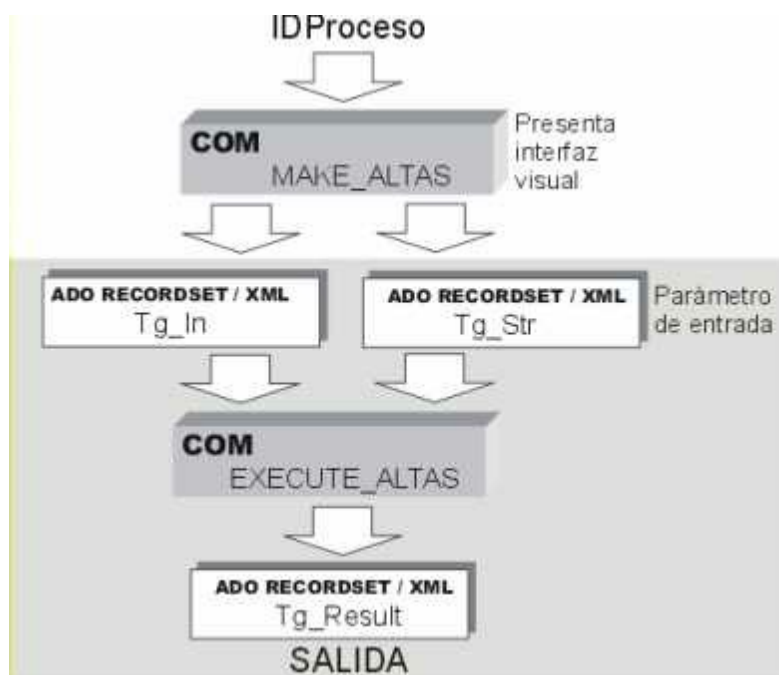 IDProceso
COM
MAKE_ALTAS
Presenta
interfaz
visual
ADO RECORDSET / XML
Tg_In
ADO RECORDSET / XML
Tg_Str
Parámetro
de entrada
COM
EXECUTE_ALTAS
ADO RECORDSET / XML
Tg_Result
SALIDA